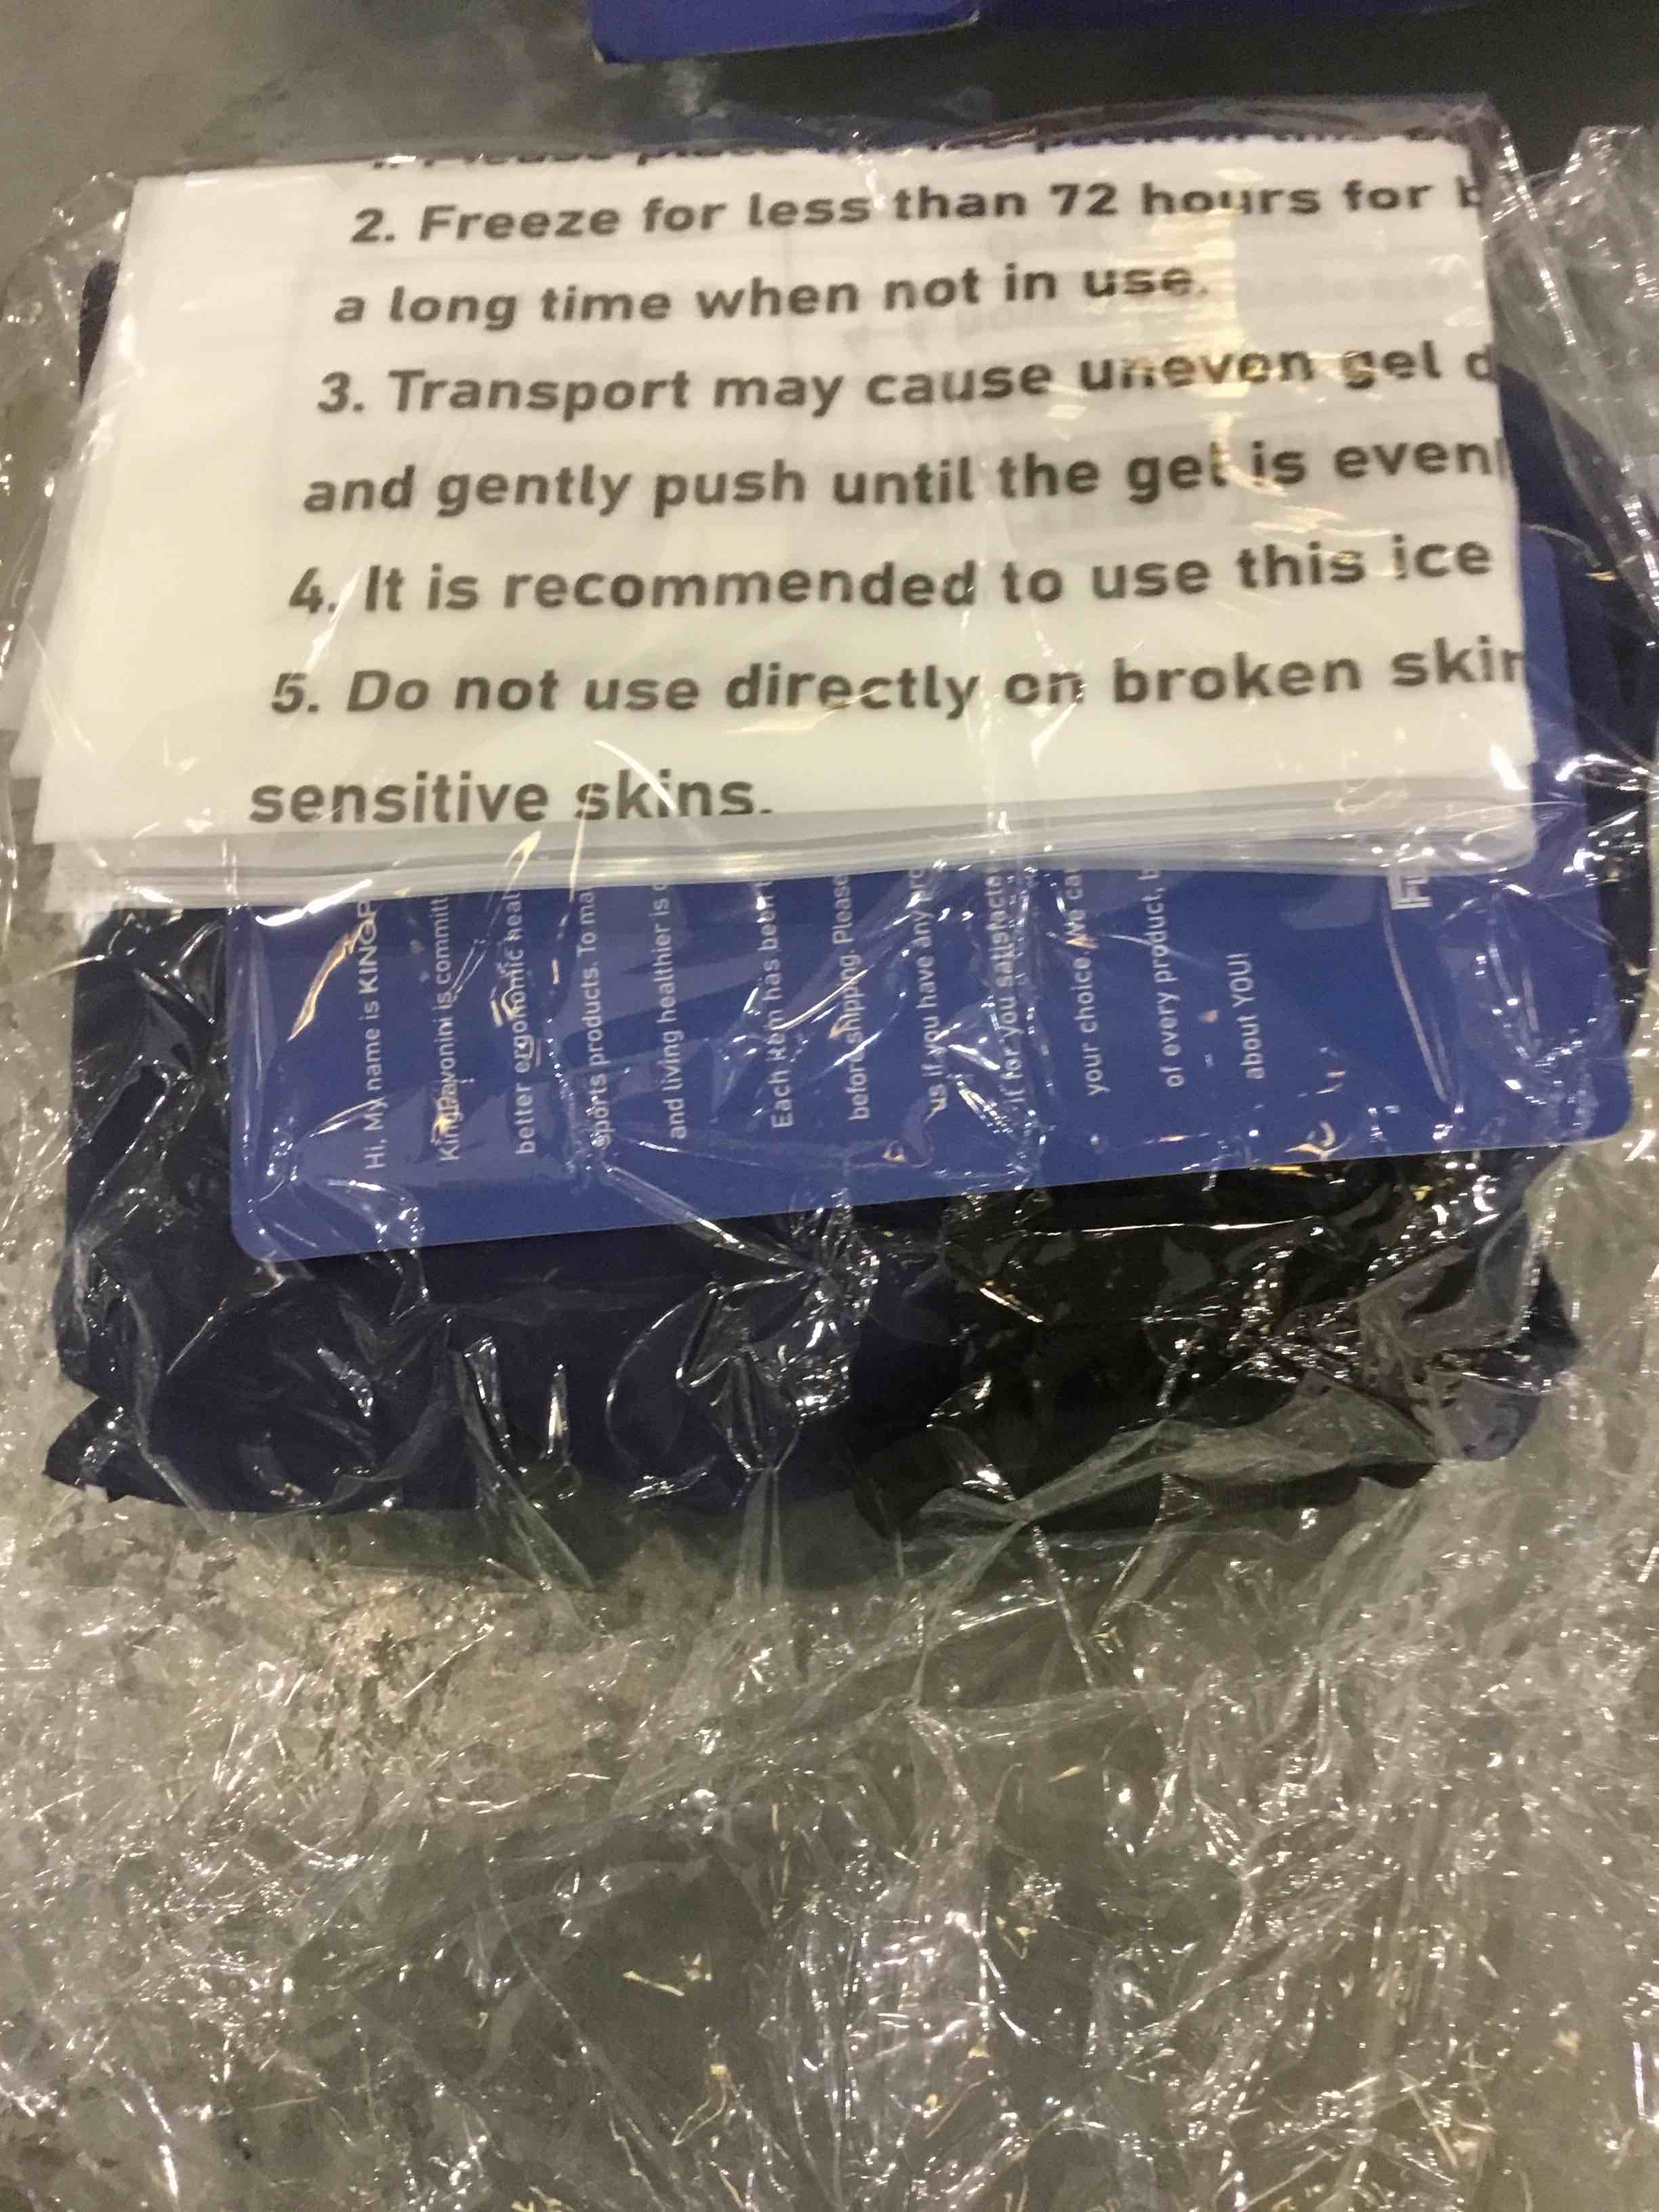 2. Freeze for less than 72 hours for
a long time when not in use.
3. Transport may cause uneven gel
and gently push until the gel is
4. It is recommended to use this ice
5. Do not use directly on broken
sensitive skins.
Hi, My name is
KingPavonini is
better ergonomic
sports products. To
and living healthier is
Each item has
before shipping. Please
us if you have any
it for you
your choice, We
of every product,
about YOU!